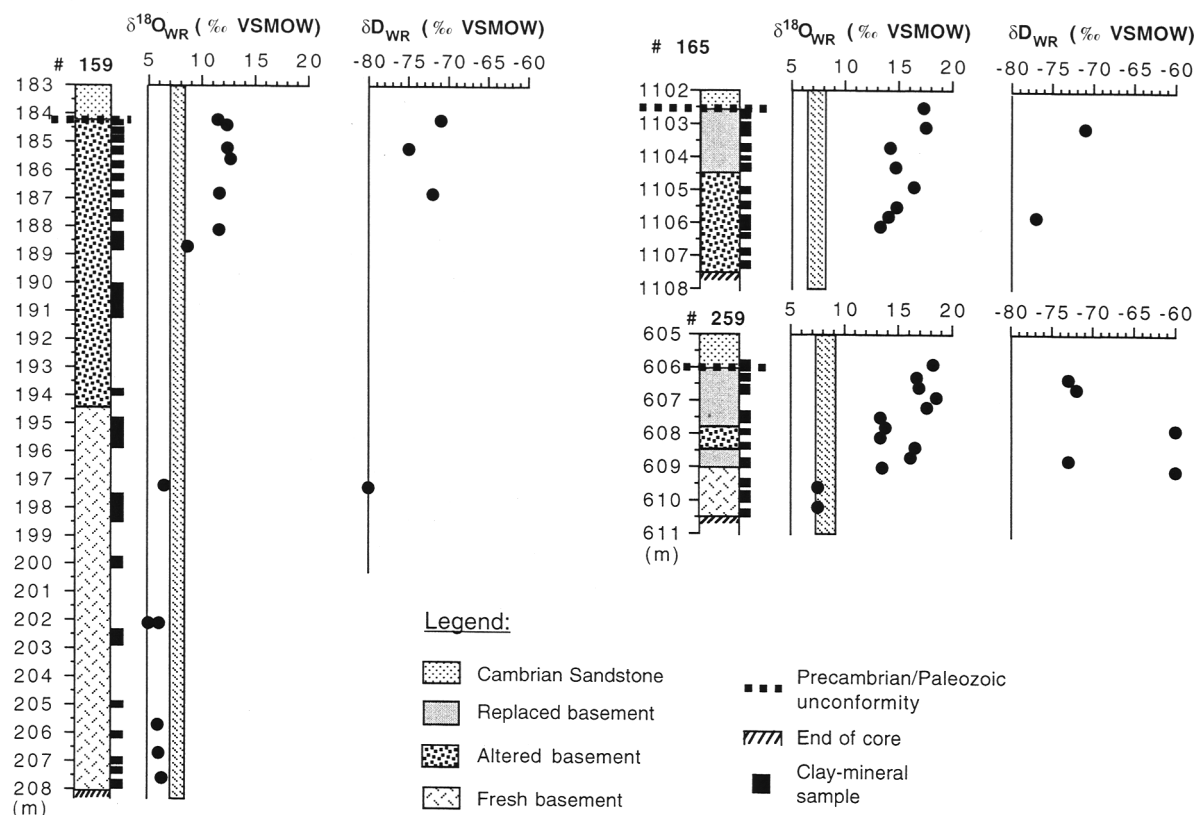 δ¹⁸O_WR ( ‰ VSMOW)
δD_WR (‰ VSMOW)
# 159
5 10 15 20
-80 -75 -70 -65 -60
183
184
185
186
187
188
189
190
191
192
193
194
195
196
197
198
199
200
201
202
203
204
205
206
207
208
(m)
δ¹⁸O_WR ( ‰ VSMOW)
δD_WR ( ‰ VSMOW)
# 165
5 10 15 20
-80 -75 -70 -65 -60
1102
1103
1104
1105
1106
1107
1108
# 259
5 10 15 20
-80 -75 -70 -65 -60
605
606
607
608
609
610
611
(m)
Legend:
Cambrian Sandstone
Replaced basement
Altered basement
Fresh basement
Precambrian/Paleozoic
unconformity
End of core
Clay-mineral
sample